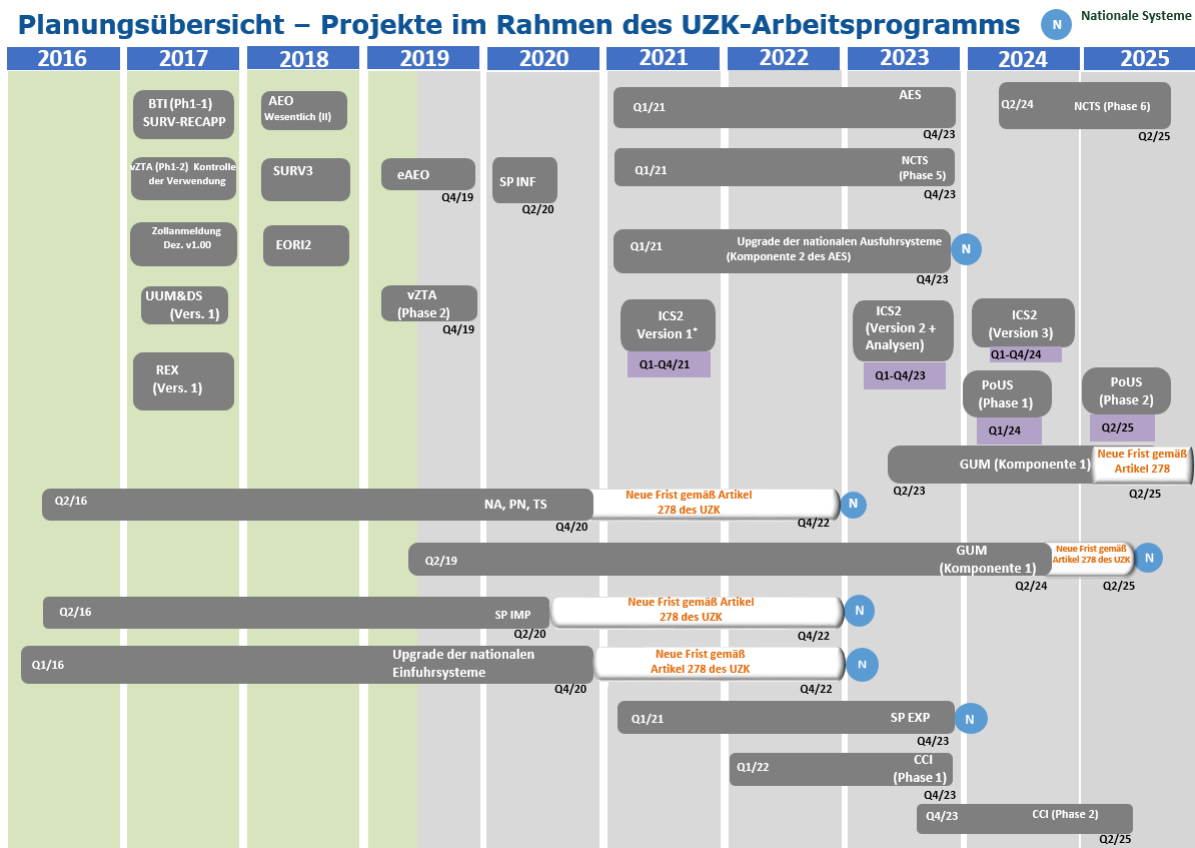 Planungsübersicht – Projekte im Rahmen des UZK-Arbeitsprogramms
N
Nationale Systeme
2016
2017
2018
2019
2020
2021
2022
2023
2024
2025
BTI (Ph1-1)
SURV-RECAPP
AEO
Wesentlich (II)
Q1/21
AES
Q4/23
Q2/24
NCTS (Phase 6)
Q2/25
vZTA (Ph1-2) Kontrolle
der Verwendung
SURV3
eAEO
Q4/19
SP INF
Q2/20
Q1/21
NCTS
(Phase 5)
Q4/23
Zollanmeldung
Dez. v1.00
EORI2
Q1/21
Upgrade der nationalen Ausfuhrsysteme
(Komponente 2 des AES)
Q4/23
N
UUM&DS
(Vers. 1)
vZTA
(Phase 2)
Q4/19
ICS2
Version 1*
Q1-Q4/21
ICS2
(Version 2 +
Analysen)
Q1-Q4/23
ICS2
(Version 3)
Q1-Q4/24
REX
(Vers. 1)
PoUS
(Phase 1)
Q1/24
PoUS
(Phase 2)
Q2/25
GUM (Komponente 1)
Q2/23
Neue Frist gemäß
Artikel 278
Q2/25
Q2/16
NA, PN, TS
Q4/20
Neue Frist gemäß Artikel
278 des UZK
Q4/22
N
Q2/19
GUM
(Komponente 1)
Q2/24
Neue Frist gemäß
Artikel 278 des UZK
Q2/25
N
Q2/16
SP IMP
Q2/20
Neue Frist gemäß Artikel
278 des UZK
Q4/22
N
Q1/16
Upgrade der nationalen
Einfuhrsysteme
Q4/20
Neue Frist gemäß
Artikel 278 des UZK
Q4/22
N
Q1/21
SP EXP
Q4/23
N
Q1/22
CCI
(Phase 1)
Q4/23
Q4/23
CCI (Phase 2)
Q2/25